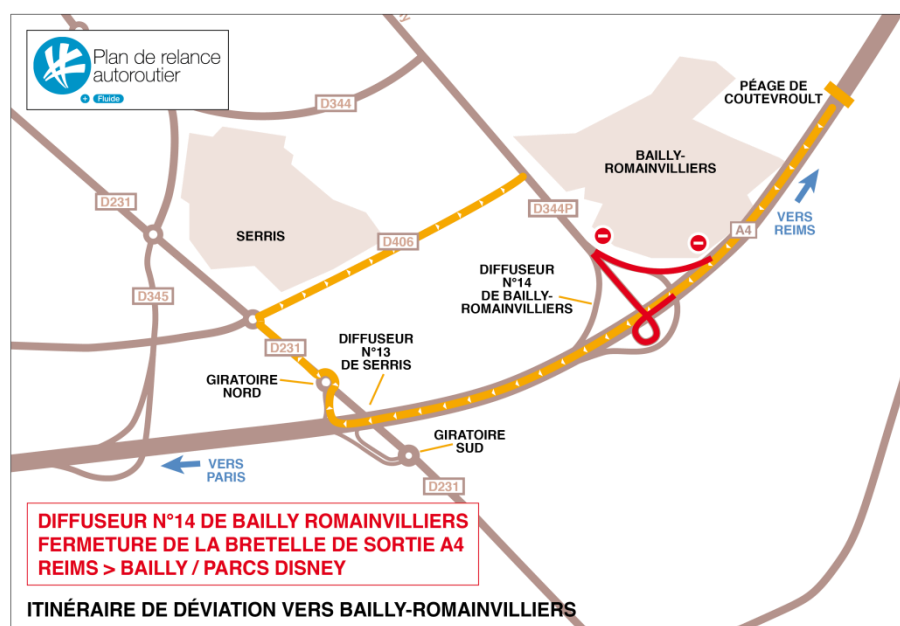 Plan de relance
autoroutier
+ Fluide
D344
PÉAGE DE
COUTEVROULT
BAILLY-
ROMAINVILLIERS
D231
D344P
VERS
REIMS
A4
SERRIS
D406
D345
DIFFUSEUR
N°14
DE BAILLY-
ROMAINVILLIERS
D231
DIFFUSEUR
N°13
DE SERRIS
GIRATOIRE
NORD
GIRATOIRE
SUD
VERS
PARIS
D231
DIFFUSEUR N°14 DE BAILLY ROMAINVILLIERS
FERMETURE DE LA BRETELLE DE SORTIE A4
REIMS > BAILLY / PARCS DISNEY
ITINÉRAIRE DE DÉVIATION VERS BAILLY-ROMAINVILLIERS